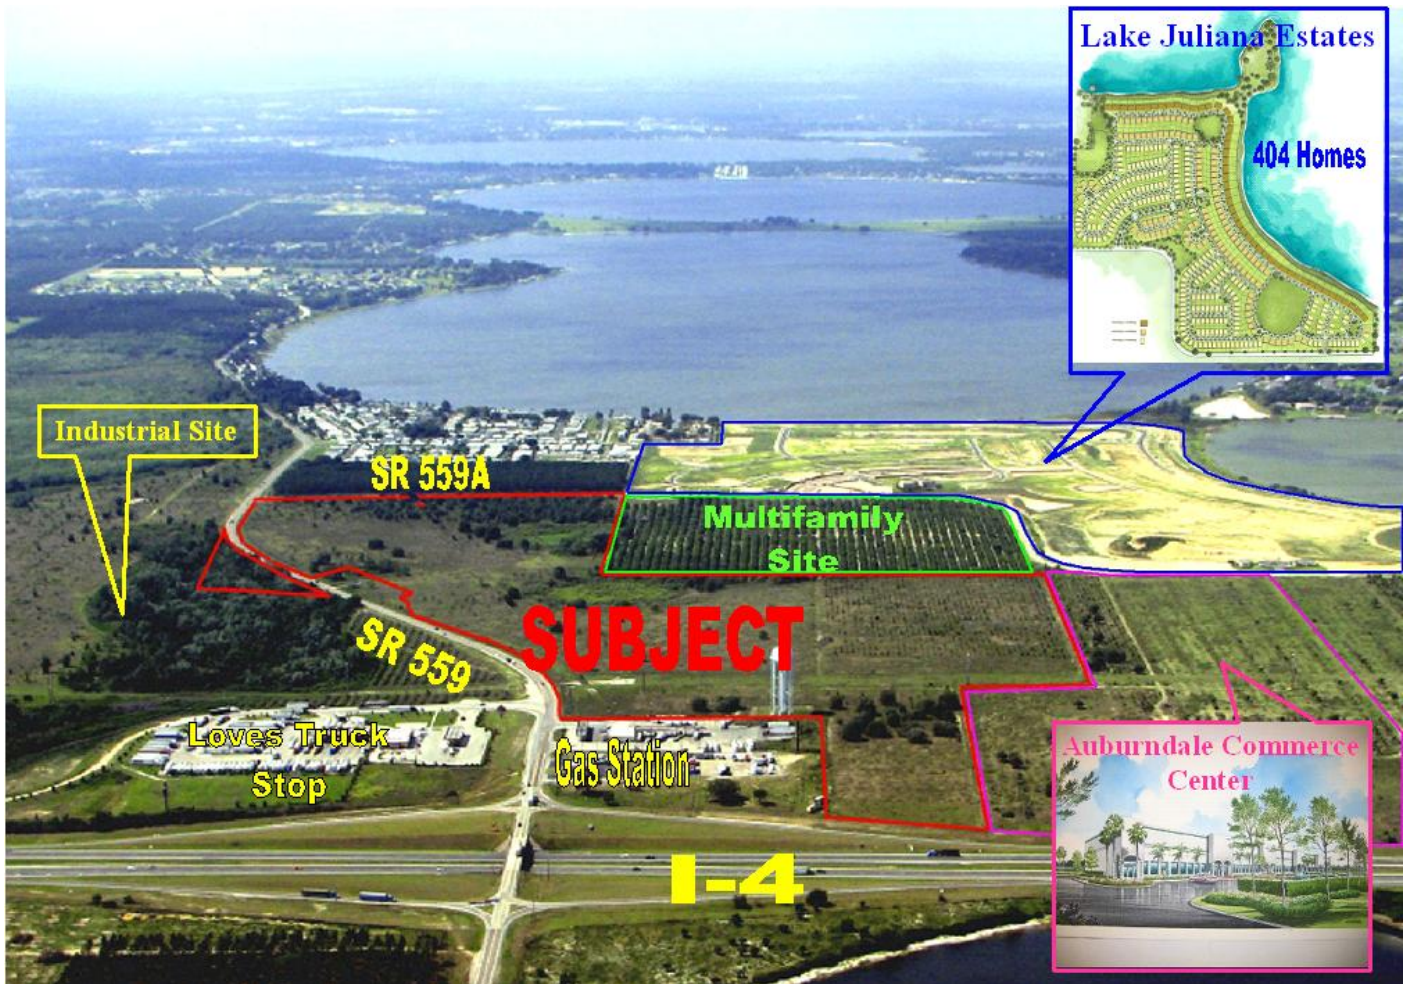 Lake Juliana Estates
404 Homes
Industrial Site
SR 559A
Multifamily
Site
SUBJECT
SR 559
Loves Truck
Stop
Gas Station
Auburndale Commerce
Center
I-4